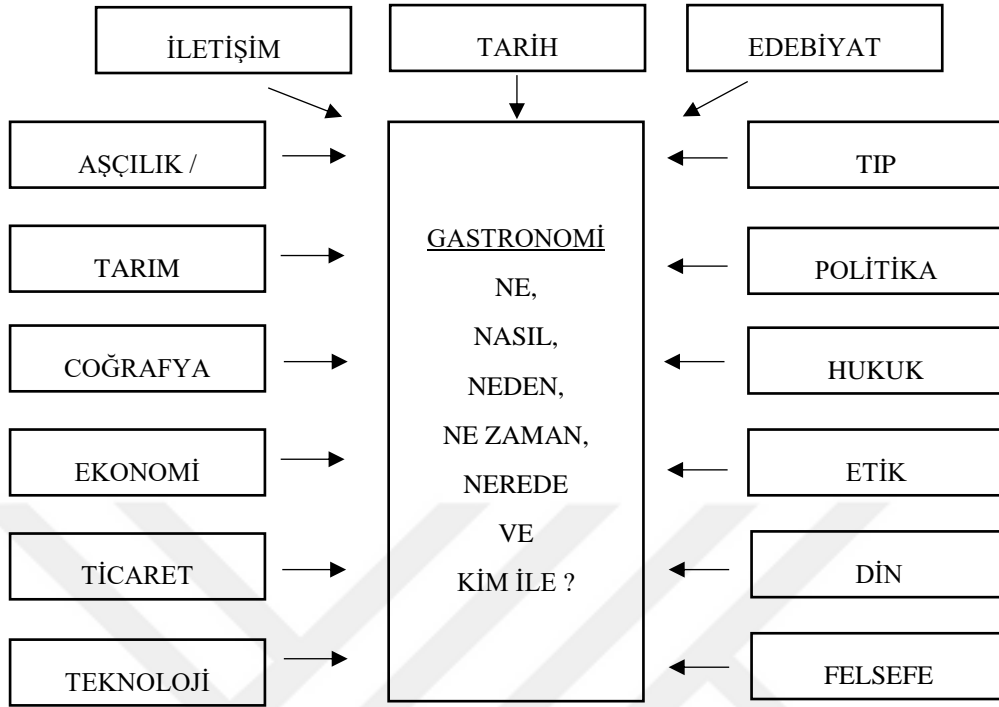 İLETİŞİM
TARİH
EDEBİYAT
AŞÇILIK /
TARIM
COĞRAFYA
EKONOMİ
TİCARET
TEKNOLOJİ
GASTRONOMİ
NE,
NASIL,
NEDEN,
NE ZAMAN,
NEREDE
VE
KİM İLE ?
TIP
POLİTİKA
HUKUK
ETİK
DİN
FELSEFE